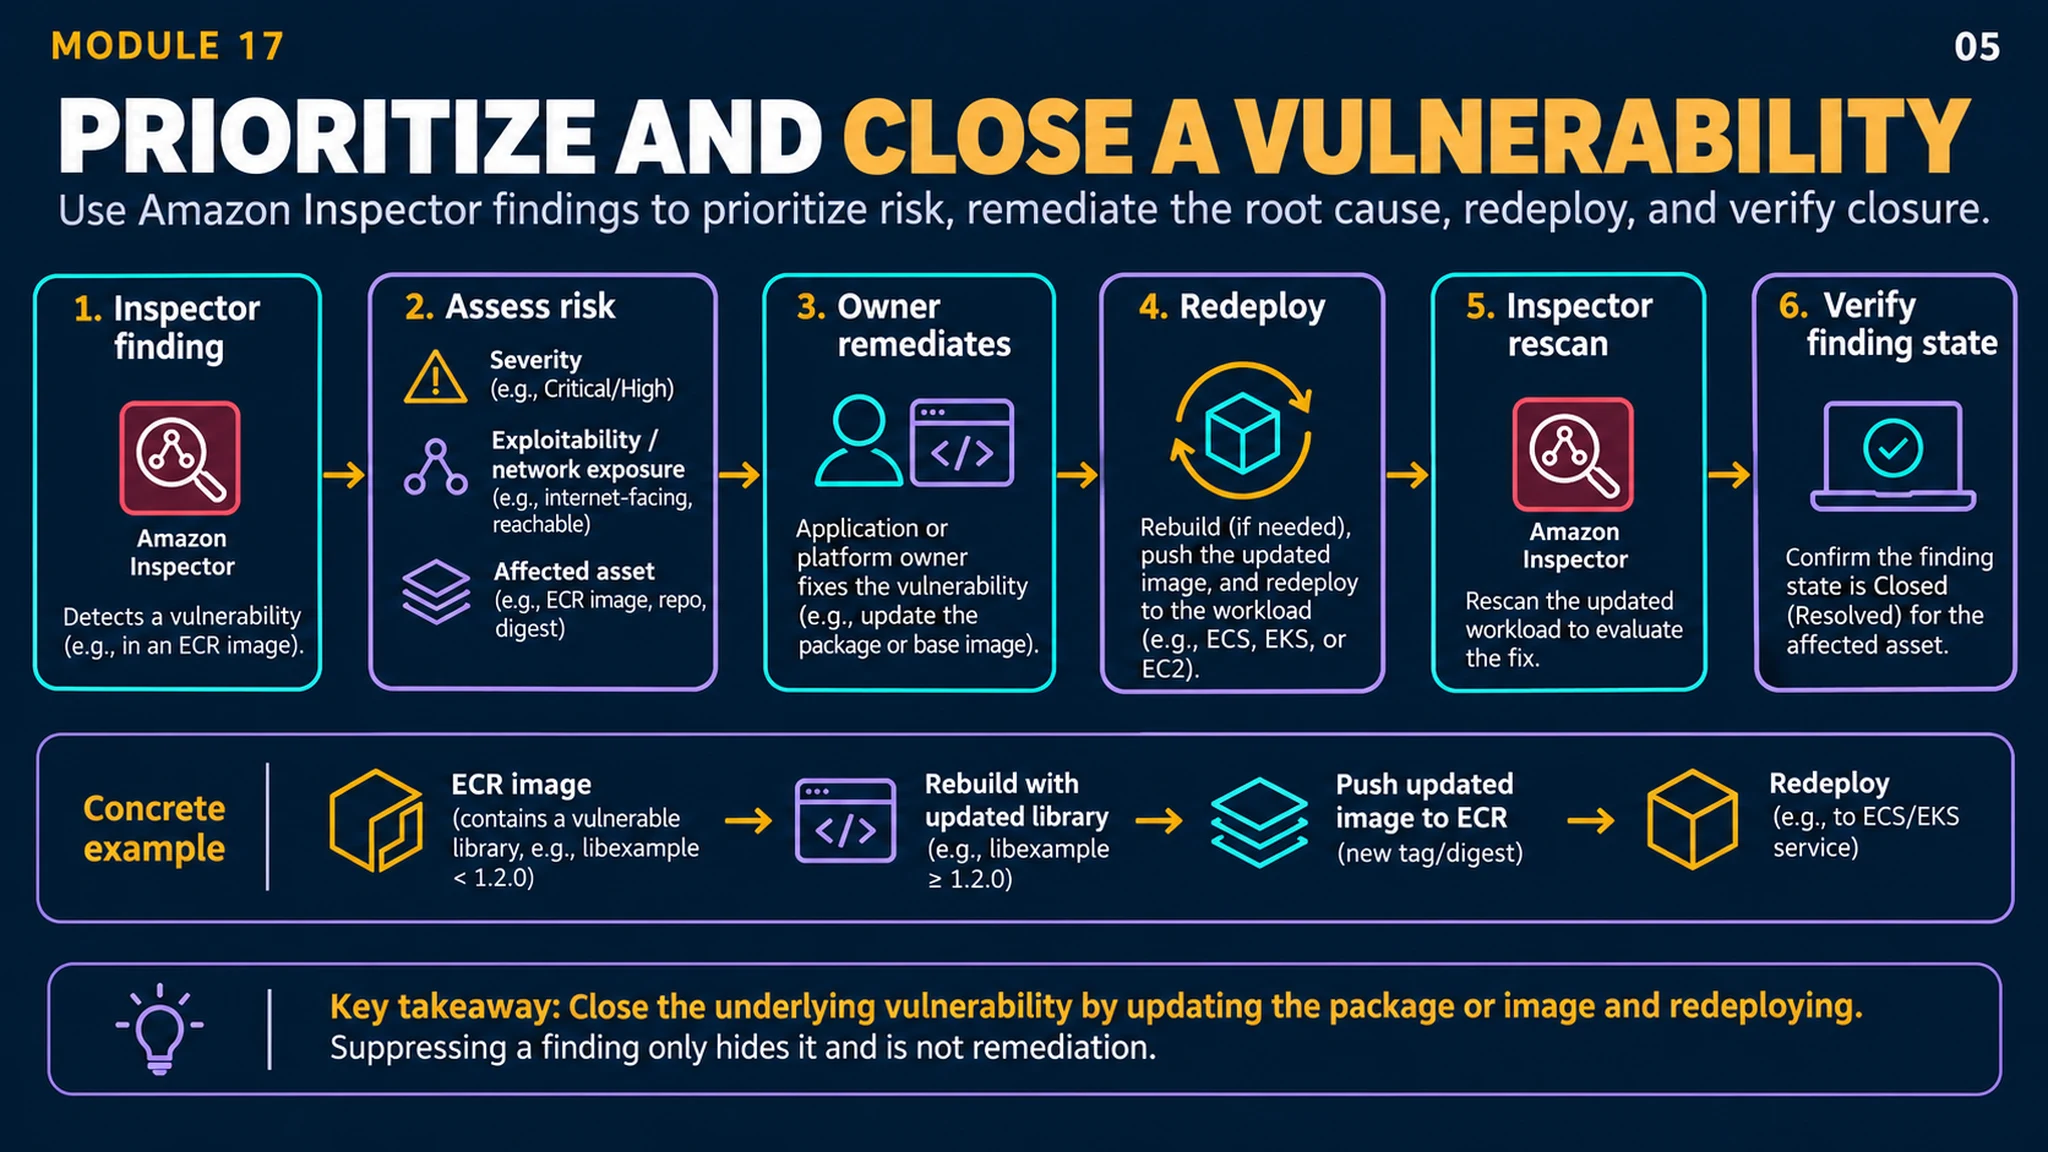 MODULE 17
05
PRIORITIZE AND CLOSE A VULNERABILITY
Use Amazon Inspector findings to prioritize risk, remediate the root cause, redeploy, and verify closure.
1. Inspector
finding
Amazon
Inspector
Detects a vulnerability
(e.g., in an ECR image).
2. Assess risk
Severity
(e.g., Critical/High)
Exploitability /
network exposure
(e.g., internet-facing,
reachable)
Affected asset
(e.g., ECR image, repo,
digest)
3. Owner
remediates
</>
Application or
platform owner
fixes the vulnerability
(e.g., update the
package or base image).
4. Redeploy
Rebuild (if needed),
push the updated
image, and redeploy
to the workload
(e.g., ECS, EKS, or
EC2).
5. Inspector
rescan
Amazon
Inspector
Rescan the updated
workload to evaluate
the fix.
6. Verify
finding state
Confirm the finding
state is Closed
(Resolved) for the
affected asset.
Concrete
example
ECR image
(contains a vulnerable
library, e.g., libexample
< 1.2.0)
</>
Rebuild with
updated library
(e.g., libexample
≥ 1.2.0)
Push updated
image to ECR
(new tag/digest)
Redeploy
(e.g., to ECS/EKS
service)
Key takeaway: Close the underlying vulnerability by updating the package or image and redeploying.
Suppressing a finding only hides it and is not remediation.